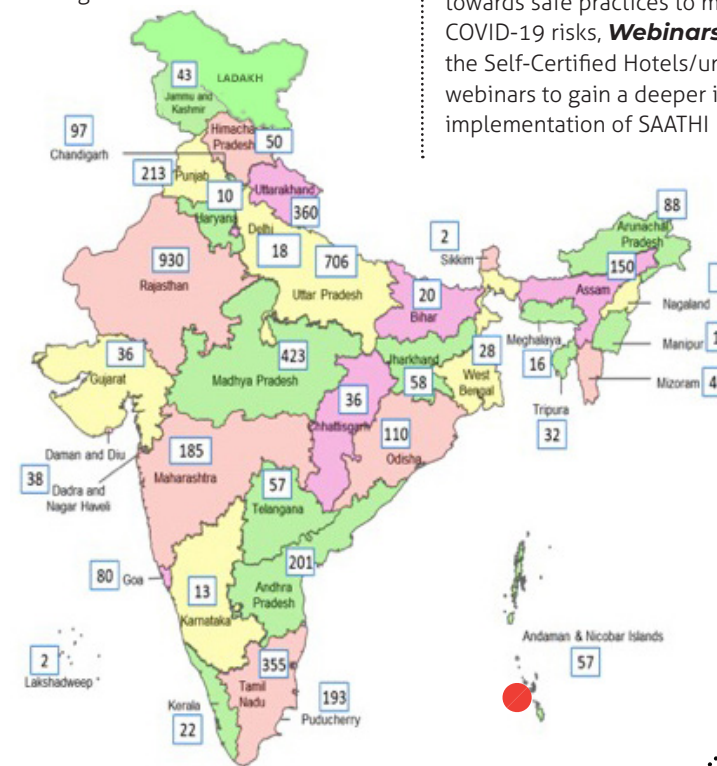 towards safe practices to m
COVID-19 risks, Webinars
the Self-Certified Hotels/ur
webinars to gain a deeper i
implementation of SAATHI
43
LADAKH
Jammu and
Kashmir
97
Chandigarh
Himachal
Pradesh
50
213
Punjab
10
Haryana
Uttarakhand
360
Delhi
18
706
Uttar Pradesh
930
Rajasthan
2
Sikkim
88
Arunachal
Pradesh
150
Assam
Nagaland
20
Bihar
Meghalaya
16
Manipur
1
Mizoram
4
Tripura
32
36
Gujarat
423
Madhya Pradesh
Jharkhand
58
28
West
Bengal
36
Chhattisgarh
110
Odisha
Daman and Diu
38
Dadra and
Nagar Haveli
185
Maharashtra
57
Telangana
201
Andhra
Pradesh
80
Goa
13
Karnataka
2
Lakshadweep
355
Tamil
Nadu
193
Puducherry
Kerala
22
Andaman & Nicobar Islands
57